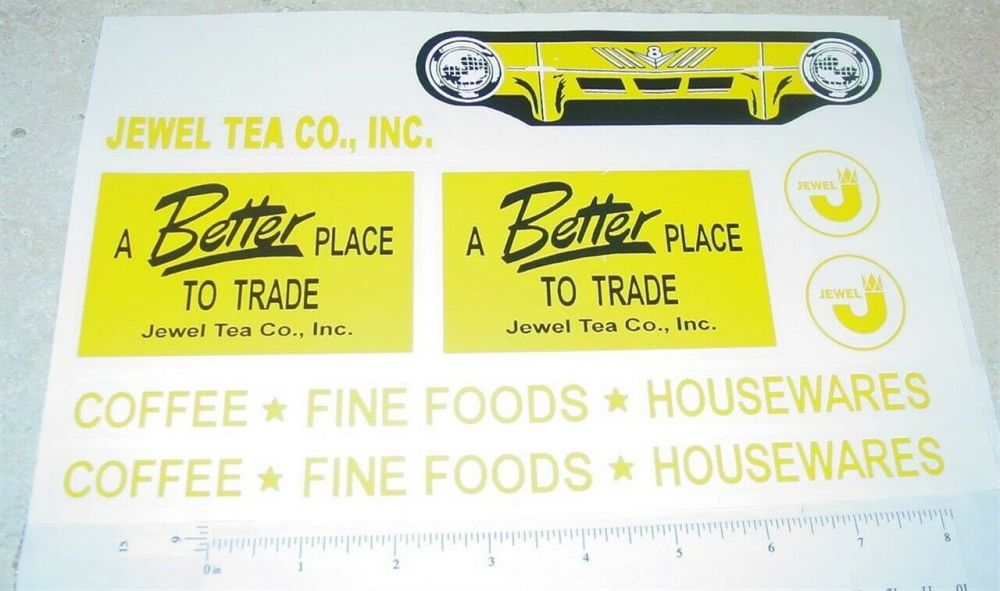 8
JEWEL TEA CO., INC.
A Better PLACE
TO TRADE
Jewel Tea Co., Inc.
A Better PLACE
TO TRADE
Jewel Tea Co., Inc.
JEWEL J
JEWEL J
COFFEE ★ FINE FOODS ★ HOUSEWARES
COFFEE ★ FINE FOODS ★ HOUSEWARES
0 in 1 2 3 4 5 6 7 8